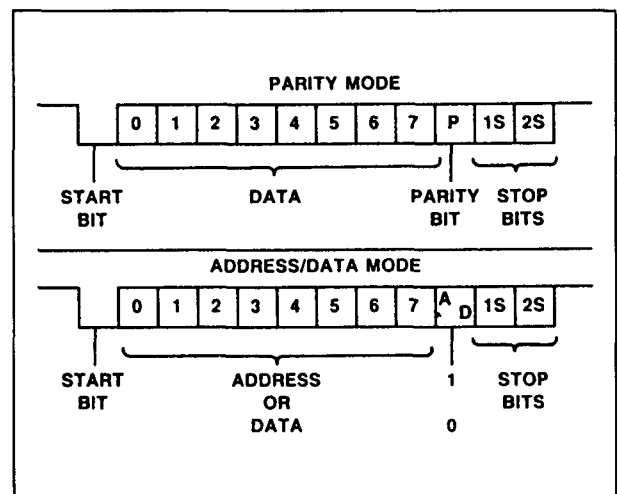 PARITY MODE
0 1 2 3 4 5 6 7 P 1S 2S
START BIT DATA PARITY BIT STOP BITS
ADDRESS/DATA MODE
0 1 2 3 4 5 6 7 A D 1S 2S
START BIT ADDRESS OR DATA 1 0 STOP BITS